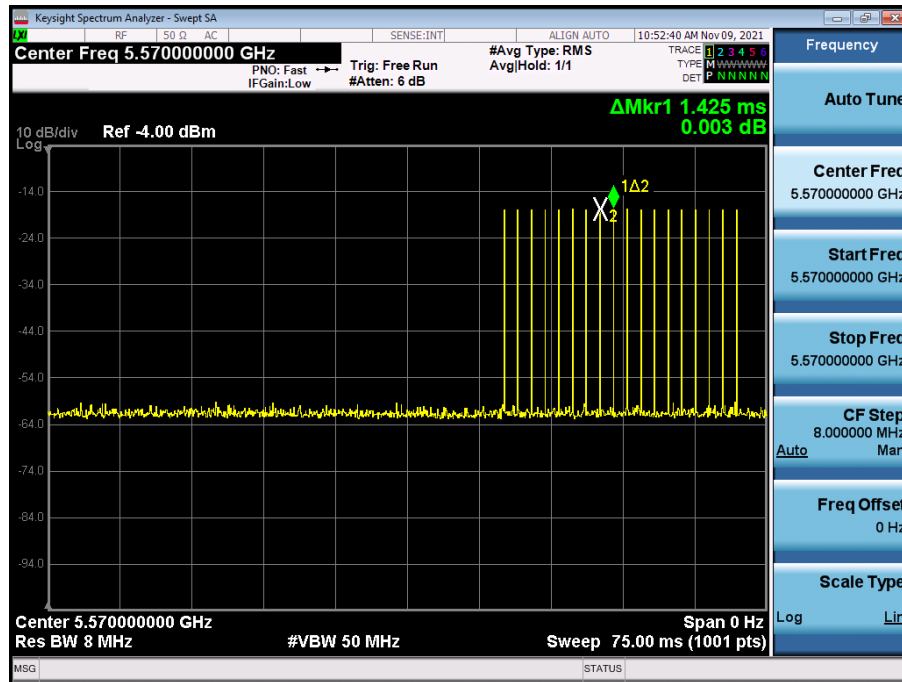 Keysight Spectrum Analyzer - Swept SA
LXI RF 50 Ω AC SENSE:INT ALIGN AUTO 10:52:40 AM Nov 09, 2021
Center Freq 5.570000000 GHz
PNO: Fast
IFGain:Low
Trig: Free Run
#Atten: 6 dB
#Avg Type: RMS
Avg|Hold: 1/1
TRACE 1 2 3 4 5 6
TYPE M WWWWW
DET P N N N N N
ΔMkr1 1.425 ms
0.003 dB
10 dB/div Ref -4.00 dBm
Log
1Δ2
2
-14.0
-24.0
-34.0
-44.0
-54.0
-64.0
-74.0
-84.0
-94.0
Center 5.570000000 GHz Span 0 Hz
Res BW 8 MHz #VBW 50 MHz Sweep 75.00 ms (1001 pts)
MSG STATUS
Frequency
Auto Tune
Center Freq
5.570000000 GHz
Start Freq
5.570000000 GHz
Stop Freq
5.570000000 GHz
CF Step
8.000000 MHz
Auto Man
Freq Offset
0 Hz
Scale Type
Log Lin